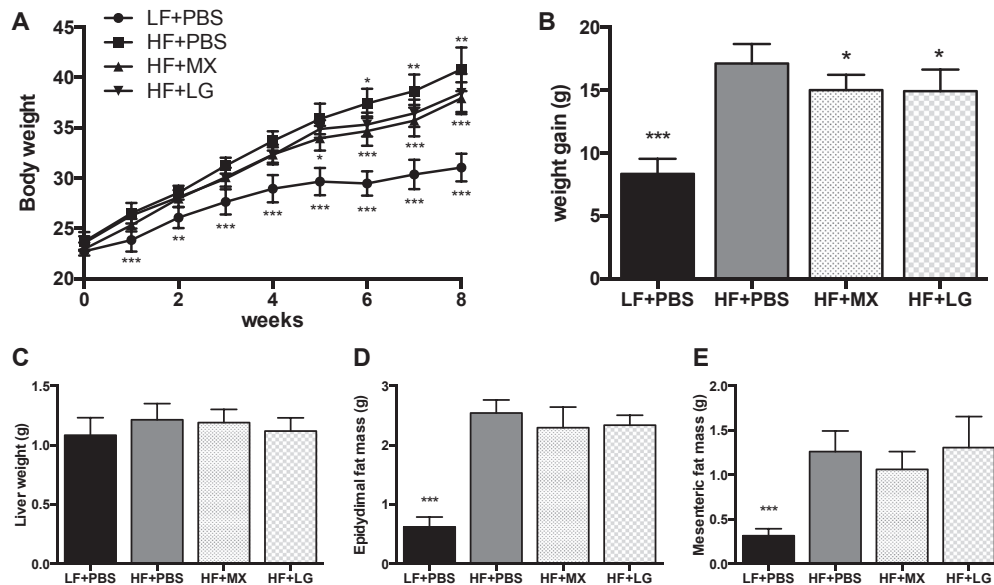 A
LF+PBS
HF+PBS
HF+MX
HF+LG
Body weight
45
40
35
30
25
20
0
2
4
6
8
weeks
***
**
***
***
***
*
***
*
***
***
**
***
***
**
***
***
B
weight gain (g)
20
15
10
5
0
***
*
*
LF+PBS
HF+PBS
HF+MX
HF+LG
C
Liver weight (g)
1.5
1.0
0.5
0.0
LF+PBS
HF+PBS
HF+MX
HF+LG
D
Epidydimal fat mass (g)
3
2
1
0
***
LF+PBS
HF+PBS
HF+MX
HF+LG
E
Mesenteric fat mass (g)
2.0
1.5
1.0
0.5
0.0
***
LF+PBS
HF+PBS
HF+MX
HF+LG